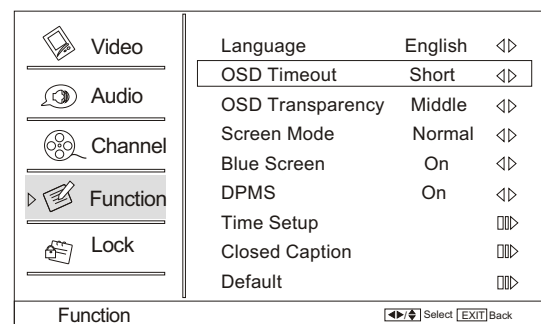 Video
Audio
Channel
Function
Lock
Language English
OSD Timeout Short
OSD Transparency Middle
Screen Mode Normal
Blue Screen On
DPMS On
Time Setup
Closed Caption
Default
Function
/ Select EXIT Back